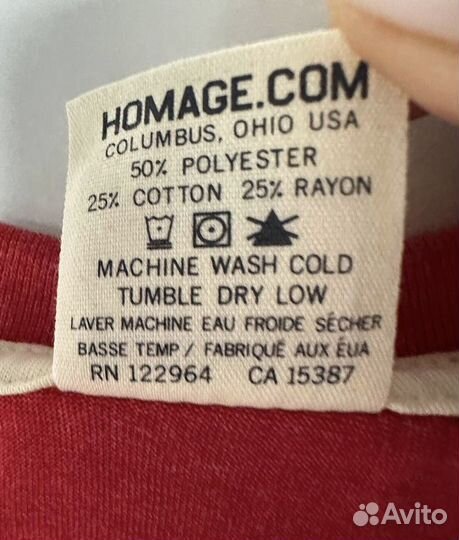 HOMAGE.COM
COLUMBUS, OHIO USA
50% POLYESTER
25% COTTON 25% RAYON
MACHINE WASH COLD
TUMBLE DRY LOW
LAVER MACHINE EAU FROIDE SÉCHER
BASSE TEMP / FABRIQUÉ AUX ÉUA
RN 122964 CA 15387
Avito